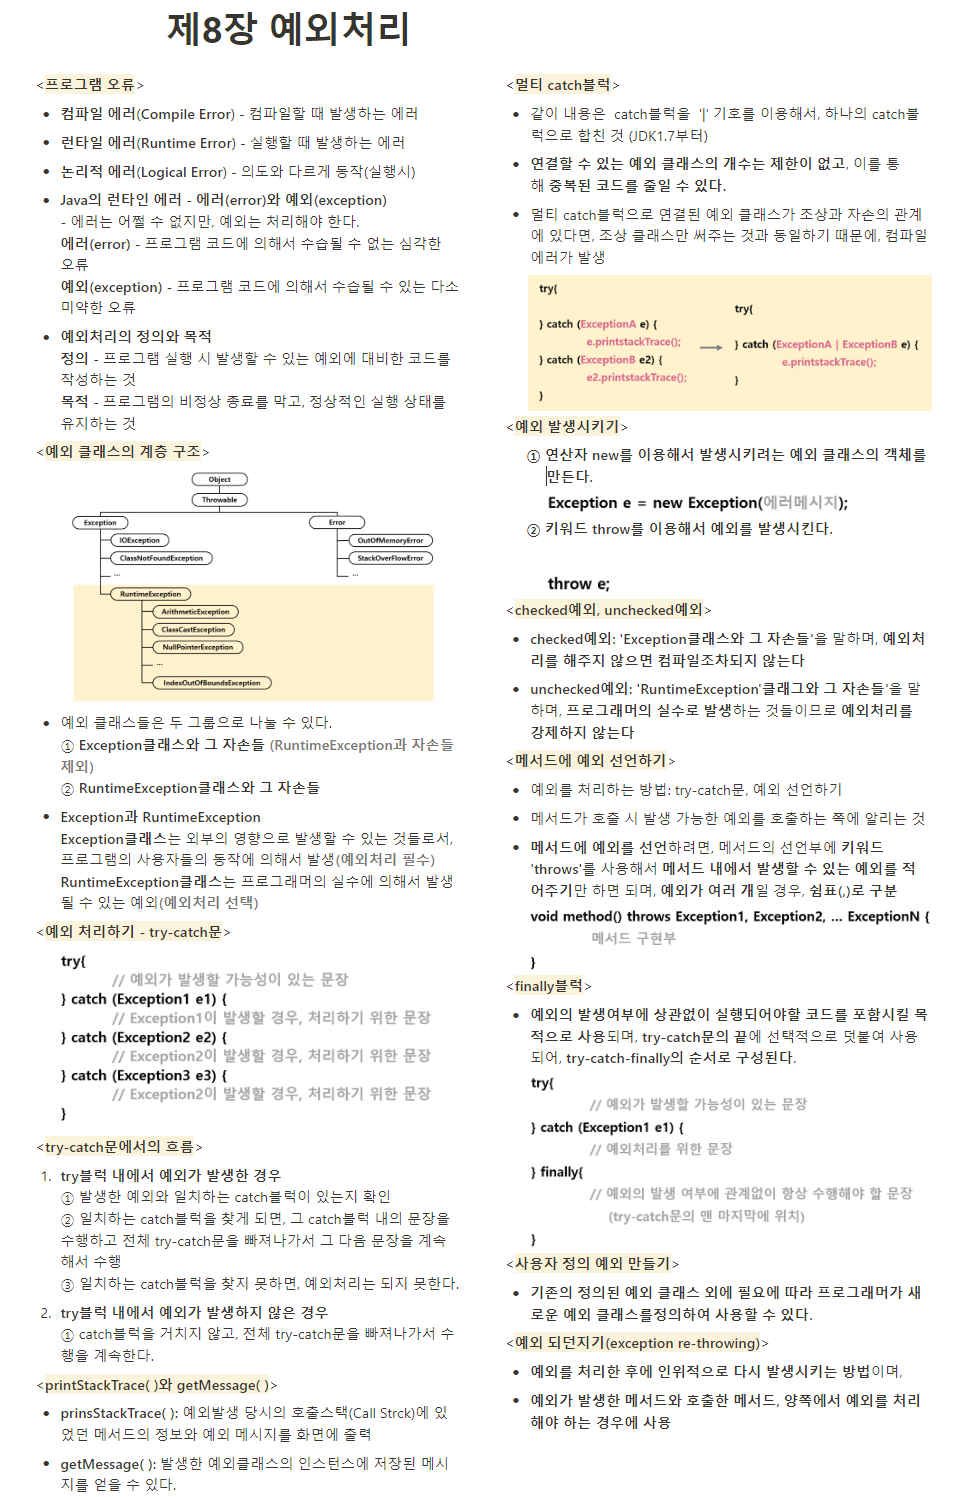 제8장 예외처리
<프로그램 오류>
• 컴파일 에러(Compile Error) - 컴파일할 때 발생하는 에러
• 런타일 에러(Runtime Error) - 실행할 때 발생하는 에러
• 논리적 에러(Logical Error) - 의도와 다르게 동작(실행시)
• Java의 런타인 에러 - 에러(error)와 예외(exception)
- 에러는 어쩔 수 없지만, 예외는 처리해야 한다.
에러(error) - 프로그램 코드에 의해서 수습될 수 없는 심각한
오류
예외(exception) - 프로그램 코드에 의해서 수습될 수 있는 다소
미약한 오류
• 예외처리의 정의와 목적
정의 - 프로그램 실행 시 발생할 수 있는 예외에 대비한 코드를
작성하는 것
목적 - 프로그램의 비정상 종료를 막고, 정상적인 실행 상태를
유지하는 것
<예외 클래스의 계층 구조>
Object
Throwable
Exception
Error
IOException
OutOfMemoryError
ClassNotFoundException
StackOverFlowError
...
...
RuntimeException
ArithmeticException
ClassCastException
NullPointerException
...
IndexOutOfBoundsException
• 예외 클래스들은 두 그룹으로 나눌 수 있다.
① Exception클래스와 그 자손들 (RuntimeException과 자손들
제외)
② RuntimeException클래스와 그 자손들
• Exception과 RuntimeException
Exception클래스는 외부의 영향으로 발생할 수 있는 것들로서,
프로그램의 사용자들의 동작에 의해서 발생(예외처리 필수)
RuntimeException클래스는 프로그래머의 실수에 의해서 발생
될 수 있는 예외(예외처리 선택)
<예외 처리하기 - try-catch문>
try{
// 예외가 발생할 가능성이 있는 문장
} catch (Exception1 e1) {
// Exception1이 발생할 경우, 처리하기 위한 문장
} catch (Exception2 e2) {
// Exception2이 발생할 경우, 처리하기 위한 문장
} catch (Exception3 e3) {
// Exception2이 발생할 경우, 처리하기 위한 문장
}
<try-catch문에서의 흐름>
1. try블럭 내에서 예외가 발생한 경우
① 발생한 예외와 일치하는 catch블럭이 있는지 확인
② 일치하는 catch블럭을 찾게 되면, 그 catch블럭 내의 문장을
수행하고 전체 try-catch문을 빠져나가서 그 다음 문장을 계속
해서 수행
③ 일치하는 catch블럭을 찾지 못하면, 예외처리는 되지 못한다.
2. try블럭 내에서 예외가 발생하지 않은 경우
① catch블럭을 거치지 않고, 전체 try-catch문을 빠져나가서 수
행을 계속한다.
<printStackTrace( )와 getMessage( )>
• prinsStackTrace( ): 예외발생 당시의 호출스택(Call Strck)에 있
었던 메서드의 정보와 예외 메시지를 화면에 출력
• getMessage( ): 발생한 예외클래스의 인스턴스에 저장된 메시
지를 얻을 수 있다.
<멀티 catch블럭>
• 같이 내용은 catch블럭을 '|' 기호를 이용해서, 하나의 catch블
럭으로 합친 것 (JDK1.7부터)
• 연결할 수 있는 예외 클래스의 개수는 제한이 없고, 이를 통
해 중복된 코드를 줄일 수 있다.
• 멀티 catch블럭으로 연결된 예외 클래스가 조상과 자손의 관계
에 있다면, 조상 클래스만 써주는 것과 동일하기 때문에, 컴파일
에러가 발생
try{
} catch (ExceptionA e) {
e.printstackTrace();
} catch (ExceptionB e2) {
e2.printstackTrace();
}
try{
} catch (ExceptionA | ExceptionB e) {
e.printstackTrace();
}
<예외 발생시키기>
① 연산자 new를 이용해서 발생시키려는 예외 클래스의 객체를
만든다.
Exception e = new Exception(에러메시지);
② 키워드 throw를 이용해서 예외를 발생시킨다.
throw e;
<checked예외, unchecked예외>
• checked예외: 'Exception클래스와 그 자손들'을 말하며, 예외처
리를 해주지 않으면 컴파일조차되지 않는다
• unchecked예외: 'RuntimeException'클래그와 그 자손들'을 말
하며, 프로그래머의 실수로 발생하는 것들이므로 예외처리를
강제하지 않는다
<메서드에 예외 선언하기>
• 예외를 처리하는 방법: try-catch문, 예외 선언하기
• 메서드가 호출 시 발생 가능한 예외를 호출하는 쪽에 알리는 것
• 메서드에 예외를 선언하려면, 메서드의 선언부에 키워드
'throws'를 사용해서 메서드 내에서 발생할 수 있는 예외를 적
어주기만 하면 되며, 예외가 여러 개일 경우, 쉼표(,)로 구분
void method() throws Exception1, Exception2, ... ExceptionN {
메서드 구현부
}
<finally블럭>
• 예외의 발생여부에 상관없이 실행되어야할 코드를 포함시킬 목
적으로 사용되며, try-catch문의 끝에 선택적으로 덧붙여 사용
되어, try-catch-finally의 순서로 구성된다.
try{
// 예외가 발생할 가능성이 있는 문장
} catch (Exception1 e1) {
// 예외처리를 위한 문장
} finally{
// 예외의 발생 여부에 관계없이 항상 수행해야 할 문장
(try-catch문의 맨 마지막에 위치)
}
<사용자 정의 예외 만들기>
• 기존의 정의된 예외 클래스 외에 필요에 따라 프로그래머가 새
로운 예외 클래스를정의하여 사용할 수 있다.
<예외 되던지기(exception re-throwing)>
• 예외를 처리한 후에 인위적으로 다시 발생시키는 방법이며,
• 예외가 발생한 메서드와 호출한 메서드, 양쪽에서 예외를 처리
해야 하는 경우에 사용